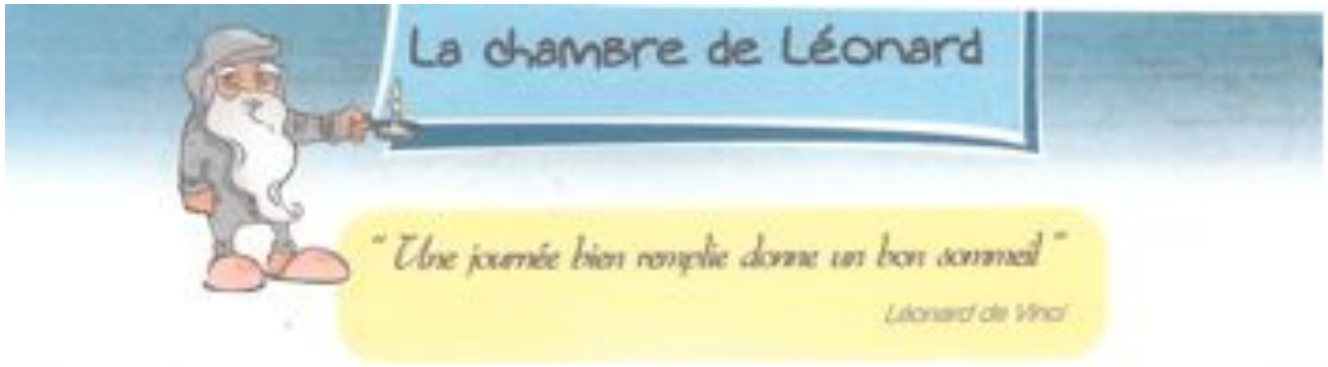 La chambre de Léonard
" Une journée bien remplie donne un bon sommeil "
Léonard de Vinci